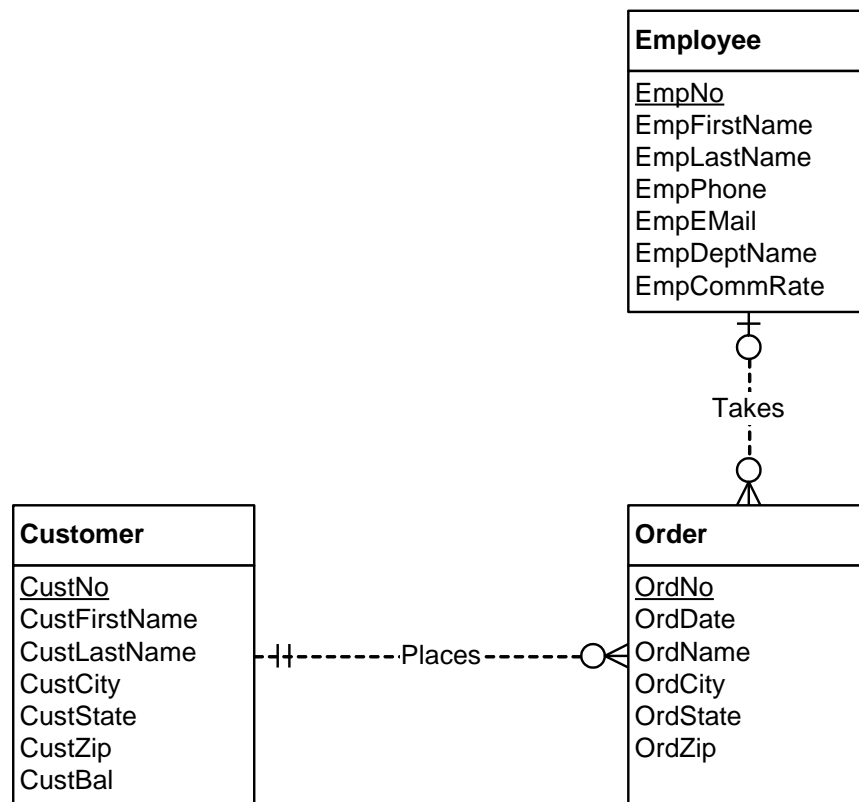 Employee
EmpNo
EmpFirstName
EmpLastName
EmpPhone
EmpEMail
EmpDeptName
EmpCommRate
Takes
Customer
CustNo
CustFirstName
CustLastName
CustCity
CustState
CustZip
CustBal
Places
Order
OrdNo
OrdDate
OrdName
OrdCity
OrdState
OrdZip